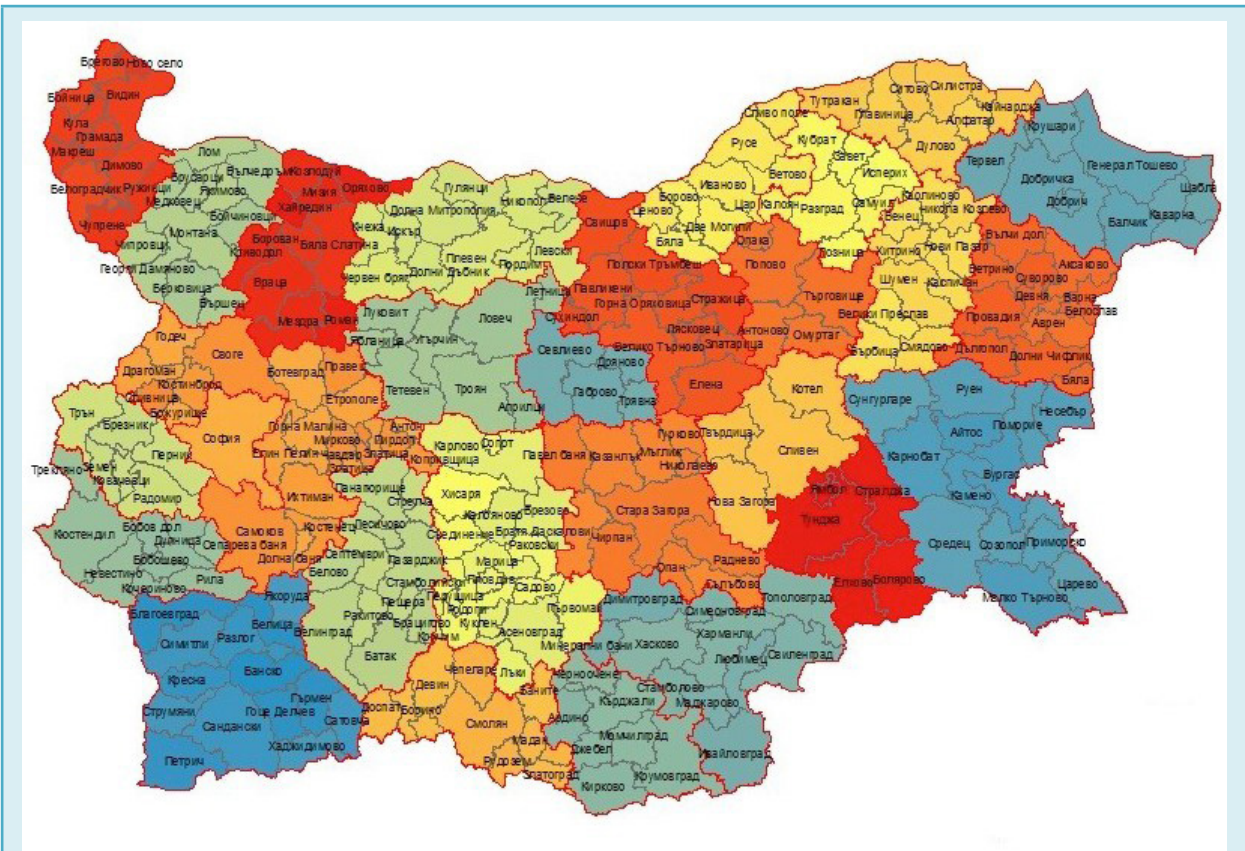 Брегово
Ново село
Бойница
Видин
Кула
Грамада
Макреш
Димово
Белоградчик
Ружинци
Чупрене
Лом
Вълчедръм
Брусарци
Якимово
Медковец
Бойчиновци
Монтана
Чипровци
Георги Дамяново
Берковица
Вършец
Козлодуй
Мизия
Оряхово
Хайредин
Борован
Бяла Слатина
Криводол
Враца
Мездра
Роман
Гулянци
Долна Митрополия
Никопол
Белене
Кнежа
Искър
Плевен
Левски
Пордим
Долни Дъбник
Червен бряг
Летница
Луковит
Ловеч
Ябланица
Угърчин
Тетевен
Троян
Априлци
Сухиндол
Севлиево
Дряново
Габрово
Трявна
Свищов
Полски Тръмбеш
Павликени
Горна Оряховица
Стражица
Лясковец
Велико Търново
Златарица
Елена
Сливо поле
Русе
Ветово
Иваново
Борово
Ценово
Две Могили
Бяла
Кубрат
Завет
Исперих
Самуил
Цар Калоян
Разград
Лозница
Тутракан
Ситово
Силистра
Главиница
Кайнарджа
Алфатар
Дулово
Крушари
Тервел
Генерал Тошево
Добричка
Добрич
Шабла
Каварна
Балчик
Каолиново
Венец
Никола Козлево
Хитрино
Нови Пазар
Шумен
Каспичан
Велики Преслав
Смядово
Върбица
Опака
Попово
Търговище
Антоново
Омуртаг
Вълчи дол
Ветрино
Аксаково
Суворово
Девня
Варна
Белослав
Провадия
Аврен
Дългопол
Долни Чифлик
Бяла
Годеч
Своге
Драгоман
Костинброд
Сливница
Божурище
София
Ботевград
Правец
Етрополе
Горна Малина
Антон
Мирково
Пирдоп
Елин Пелин
Чавдар
Златица
Златица
Копривщица
Ихтиман
Самоков
Костенец
Долна баня
Трън
Брезник
Перник
Земен
Ковачевци
Радомир
Трекляно
Кюстендил
Бобов дол
Дупница
Сепарева баня
Бобошево
Невестино
Рила
Кочериново
Благоевград
Якоруда
Белица
Симитли
Разлог
Банско
Кресна
Гърмен
Струмяни
Гоце Делчев
Сандански
Сатовча
Хаджидимово
Петрич
Панагюрище
Стрелча
Лесичово
Септември
Пазарджик
Белово
Пещера
Ракитово
Брацигово
Велинград
Батак
Карлово
Сопот
Хисаря
Калояново
Брезово
Съединение
Братя Даскалови
Раковски
Марица
Пловдив
Садово
Стамболийски
Перущица
Родопи
Първомай
Куклен
Асеновград
Кричим
Лъки
Девин
Чепеларе
Баните
Доспат
Борино
Смолян
Мадан
Рудозем
Златоград
Павел баня
Казанлък
Гурково
Мъглиж
Николаево
Стара Загора
Чирпан
Опан
Раднево
Гълъбово
Котел
Твърдица
Сливен
Нова Загора
Ямбол
Стралджа
Тунджа
Елхово
Болярово
Сунгурларе
Руен
Несебър
Поморие
Айтос
Карнобат
Бургас
Камено
Средец
Созопол
Приморско
Царево
Малко Търново
Димитровград
Симеоновград
Тополовград
Харманли
Минерални бани
Хасково
Любимец
Свиленград
Стамболово
Маджарово
Ивайловград
Черноочене
Кърджали
Ардино
Момчилград
Джебел
Кирково
Крумовград